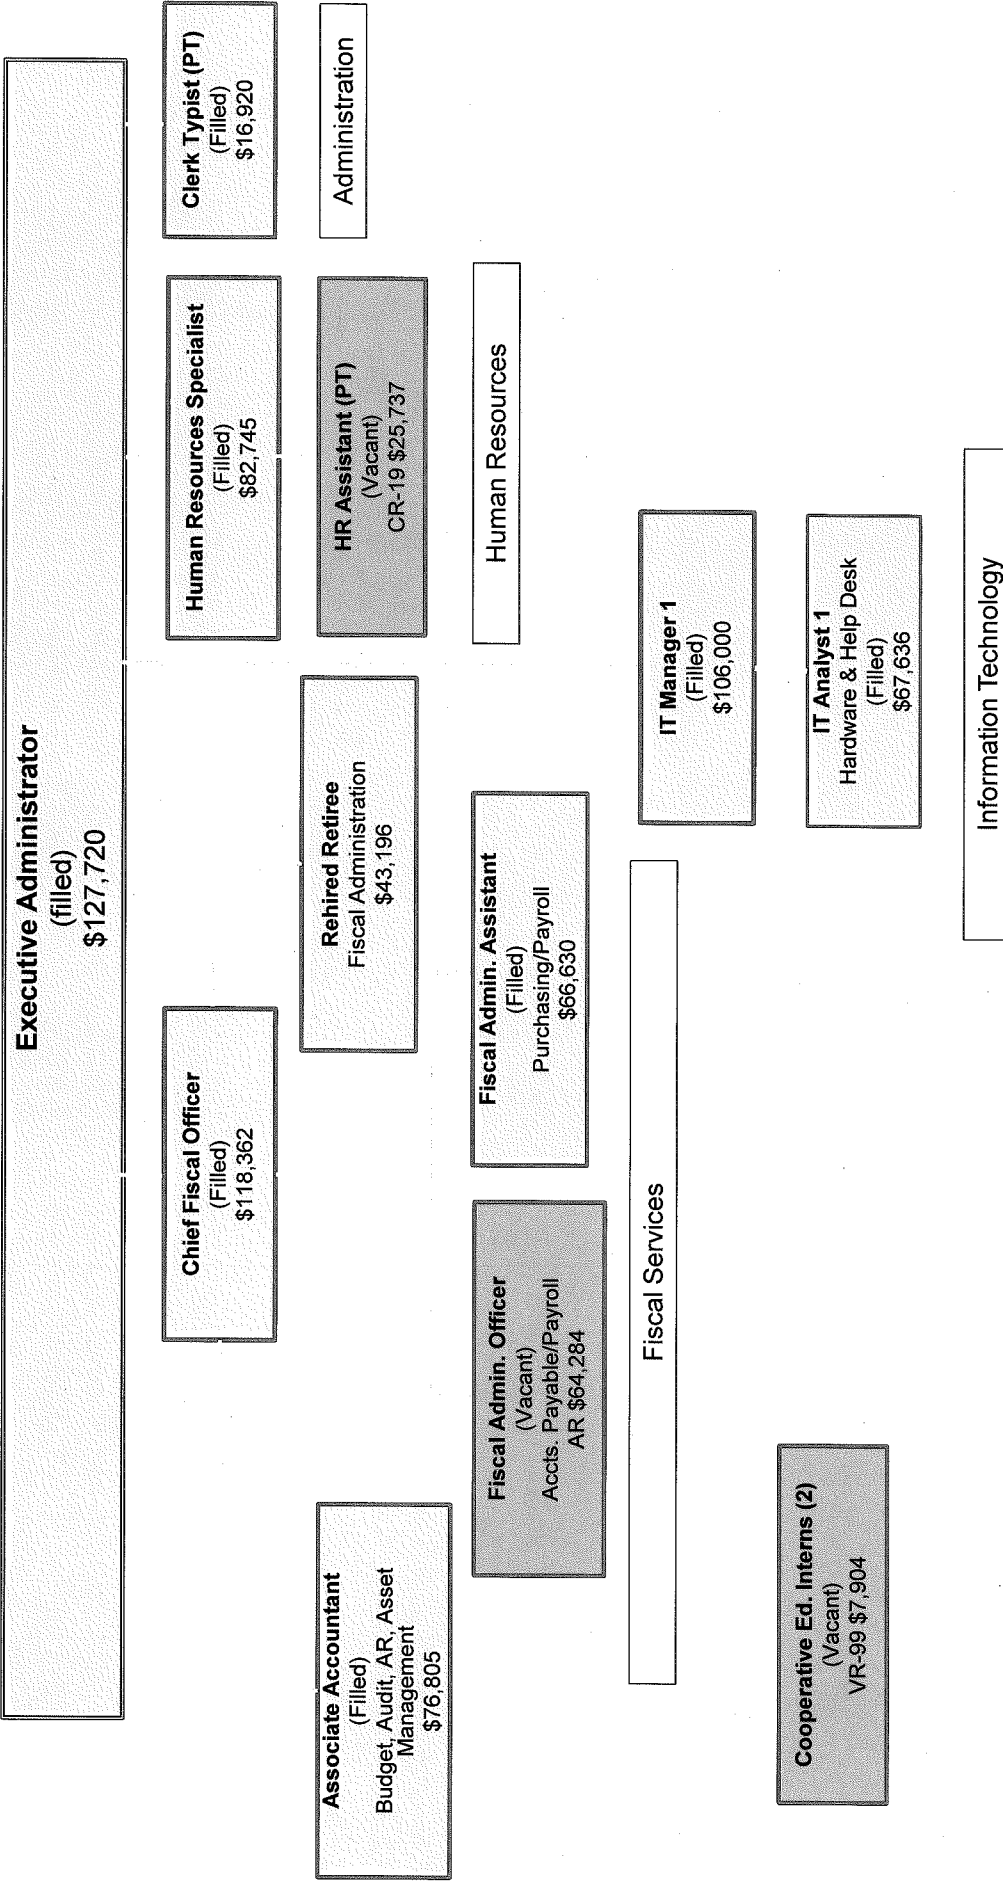 Executive Administrator
(filled)
$127,720
Chief Fiscal Officer
(Filled)
$118,362
Human Resources Specialist
(Filled)
$82,745
Clerk Typist (PT)
(Filled)
$16,920
Associate Accountant
(Filled)
Budget, Audit, AR, Asset
Management
$76,805
Rehired Retiree
Fiscal Administration
$43,196
HR Assistant (PT)
(Vacant)
CR-19 $25,737
Administration
Fiscal Admin. Officer
(Vacant)
Accts. Payable/Payroll
AR $64,284
Fiscal Admin. Assistant
(Filled)
Purchasing/Payroll
$66,630
Human Resources
Fiscal Services
IT Manager 1
(Filled)
$106,000
Cooperative Ed. Interns (2)
(Vacant)
VR-99 $7,904
IT Analyst 1
Hardware & Help Desk
(Filled)
$67,636
Information Technology